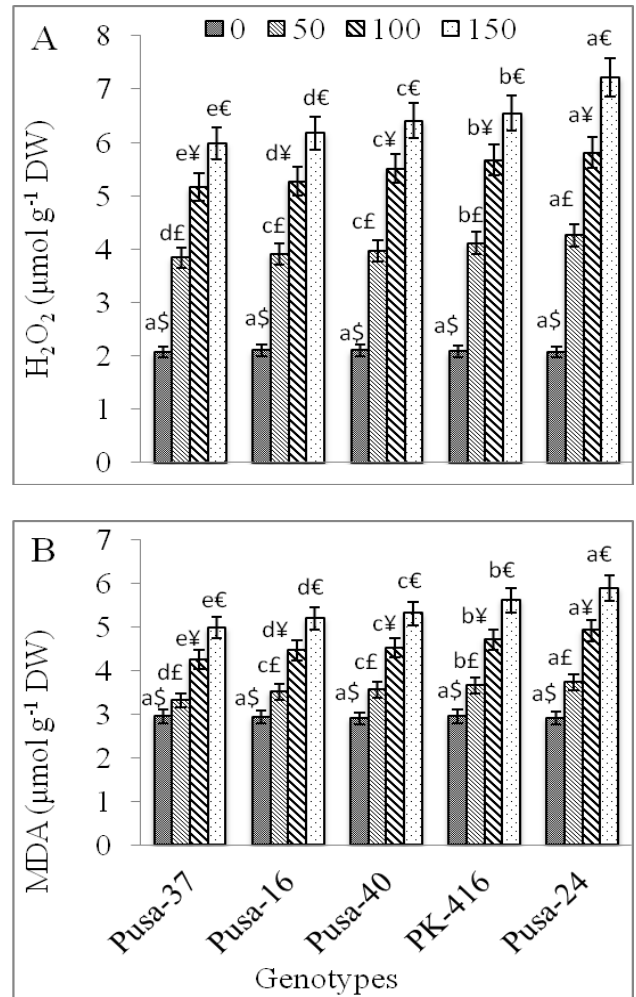 A
0 50 100 150
8
7
6
5
4
3
2
1
0
H₂O₂ (µmol g⁻¹ DW)
a$ d£ e¥ e€
a$ c£ d¥ d€
a$ c£ c¥ c€
a$ b£ b¥ b€
a$ a£ a¥ a€
B
7
6
5
4
3
2
1
0
MDA (µmol g⁻¹ DW)
a$ d£ e¥ e€
a$ c£ d¥ d€
a$ c£ c¥ c€
a$ b£ b¥ b€
a$ a£ a¥ a€
Pusa-37
Pusa-16
Pusa-40
PK-416
Pusa-24
Genotypes